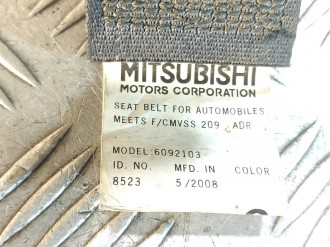 MITSUBISHI
MOTORS CORPORATION
SEAT BELT FOR AUTOMOBILES
MEETS F/CMVSS 209 ADR
MODEL:6092103
ID. NO. MFD. IN COLOR
8523 5/2008